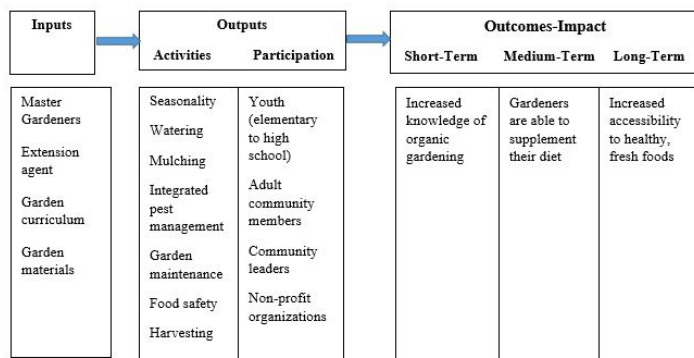 Inputs
Outputs
Activities
Participation
Outcomes-Impact
Short-Term
Medium-Term
Long-Term
Master
Gardeners
Extension
agent
Garden
curriculum
Garden
materials
Seasonality
Watering
Mulching
Integrated
pest
management
Garden
maintenance
Food safety
Harvesting
Youth
(elementary
to high
school)
Adult
community
members
Community
leaders
Non-profit
organizations
Increased
knowledge of
organic
gardening
Gardeners
are able to
supplement
their diet
Increased
accessibility
to healthy,
fresh foods